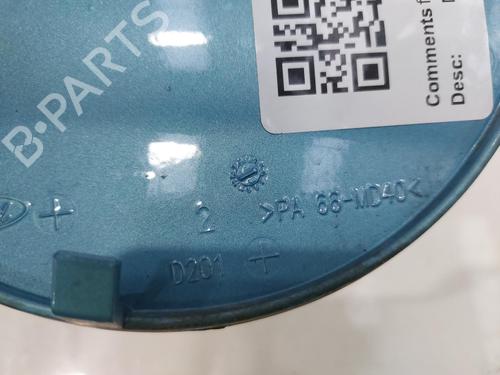 B-PARTS
Comments f
Desc:
2 >PA 66-MD40<
D201